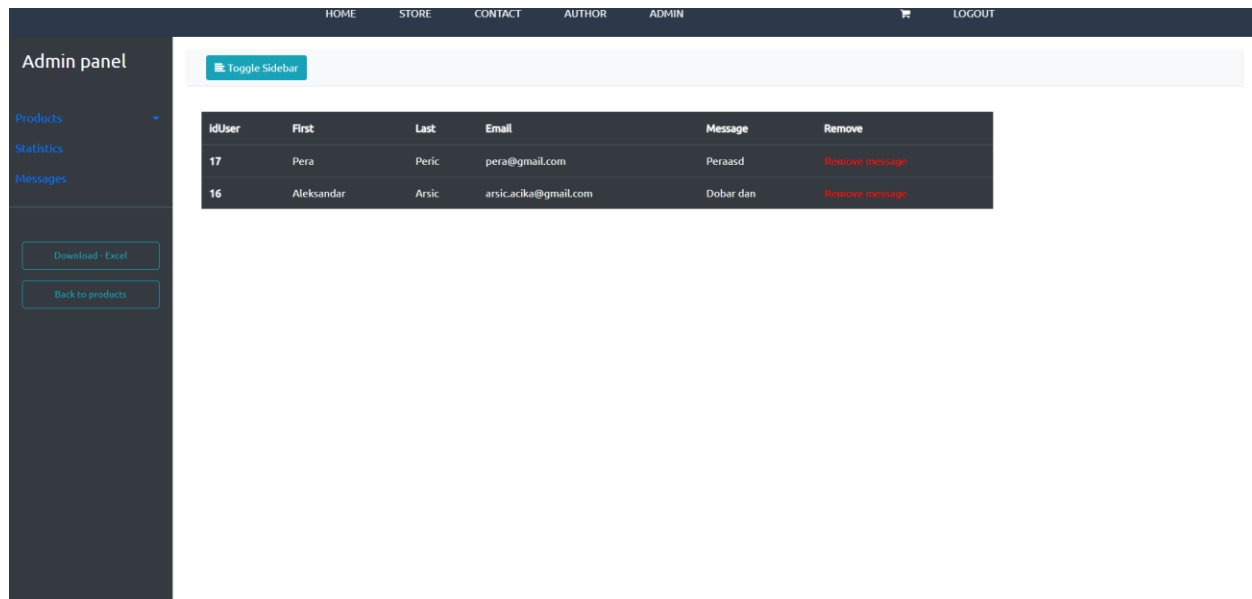 HOME STORE CONTACT AUTHOR ADMIN LOGOUT
Admin panel
Toggle Sidebar
Products
Statistics
Messages
Download - Excel
Back to products
idUser First Last Email Message Remove
17 Pera Peric pera@gmail.com Peraasd Remove message
16 Aleksandar Arsic arsic.acika@gmail.com Dobar dan Remove message